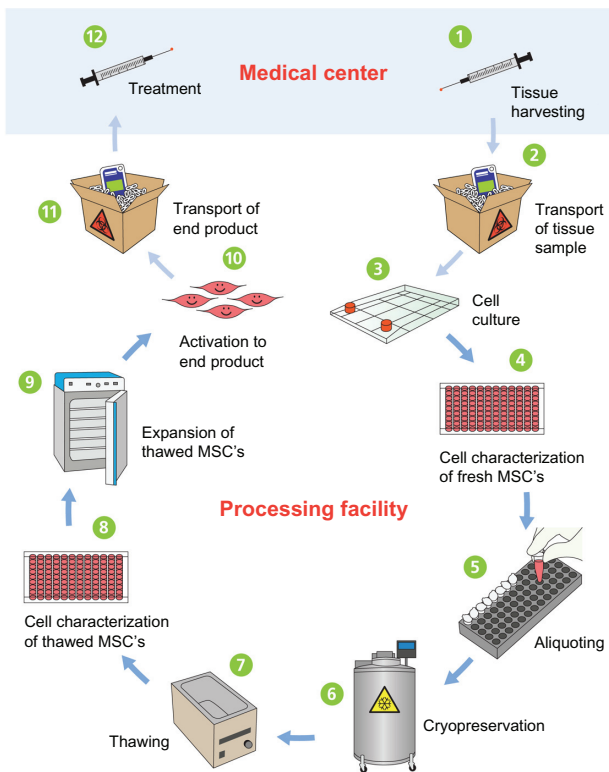 12
1
Medical center
Treatment
Tissue
harvesting
2
11
Transport of
end product
Transport
of tissue
sample
10
3
Cell
culture
Activation to
end product
4
9
Expansion of
thawed MSC's
Cell characterization
of fresh MSC's
Processing facility
8
5
Cell characterization
of thawed MSC's
Aliquoting
7
6
Cryopreservation
Thawing